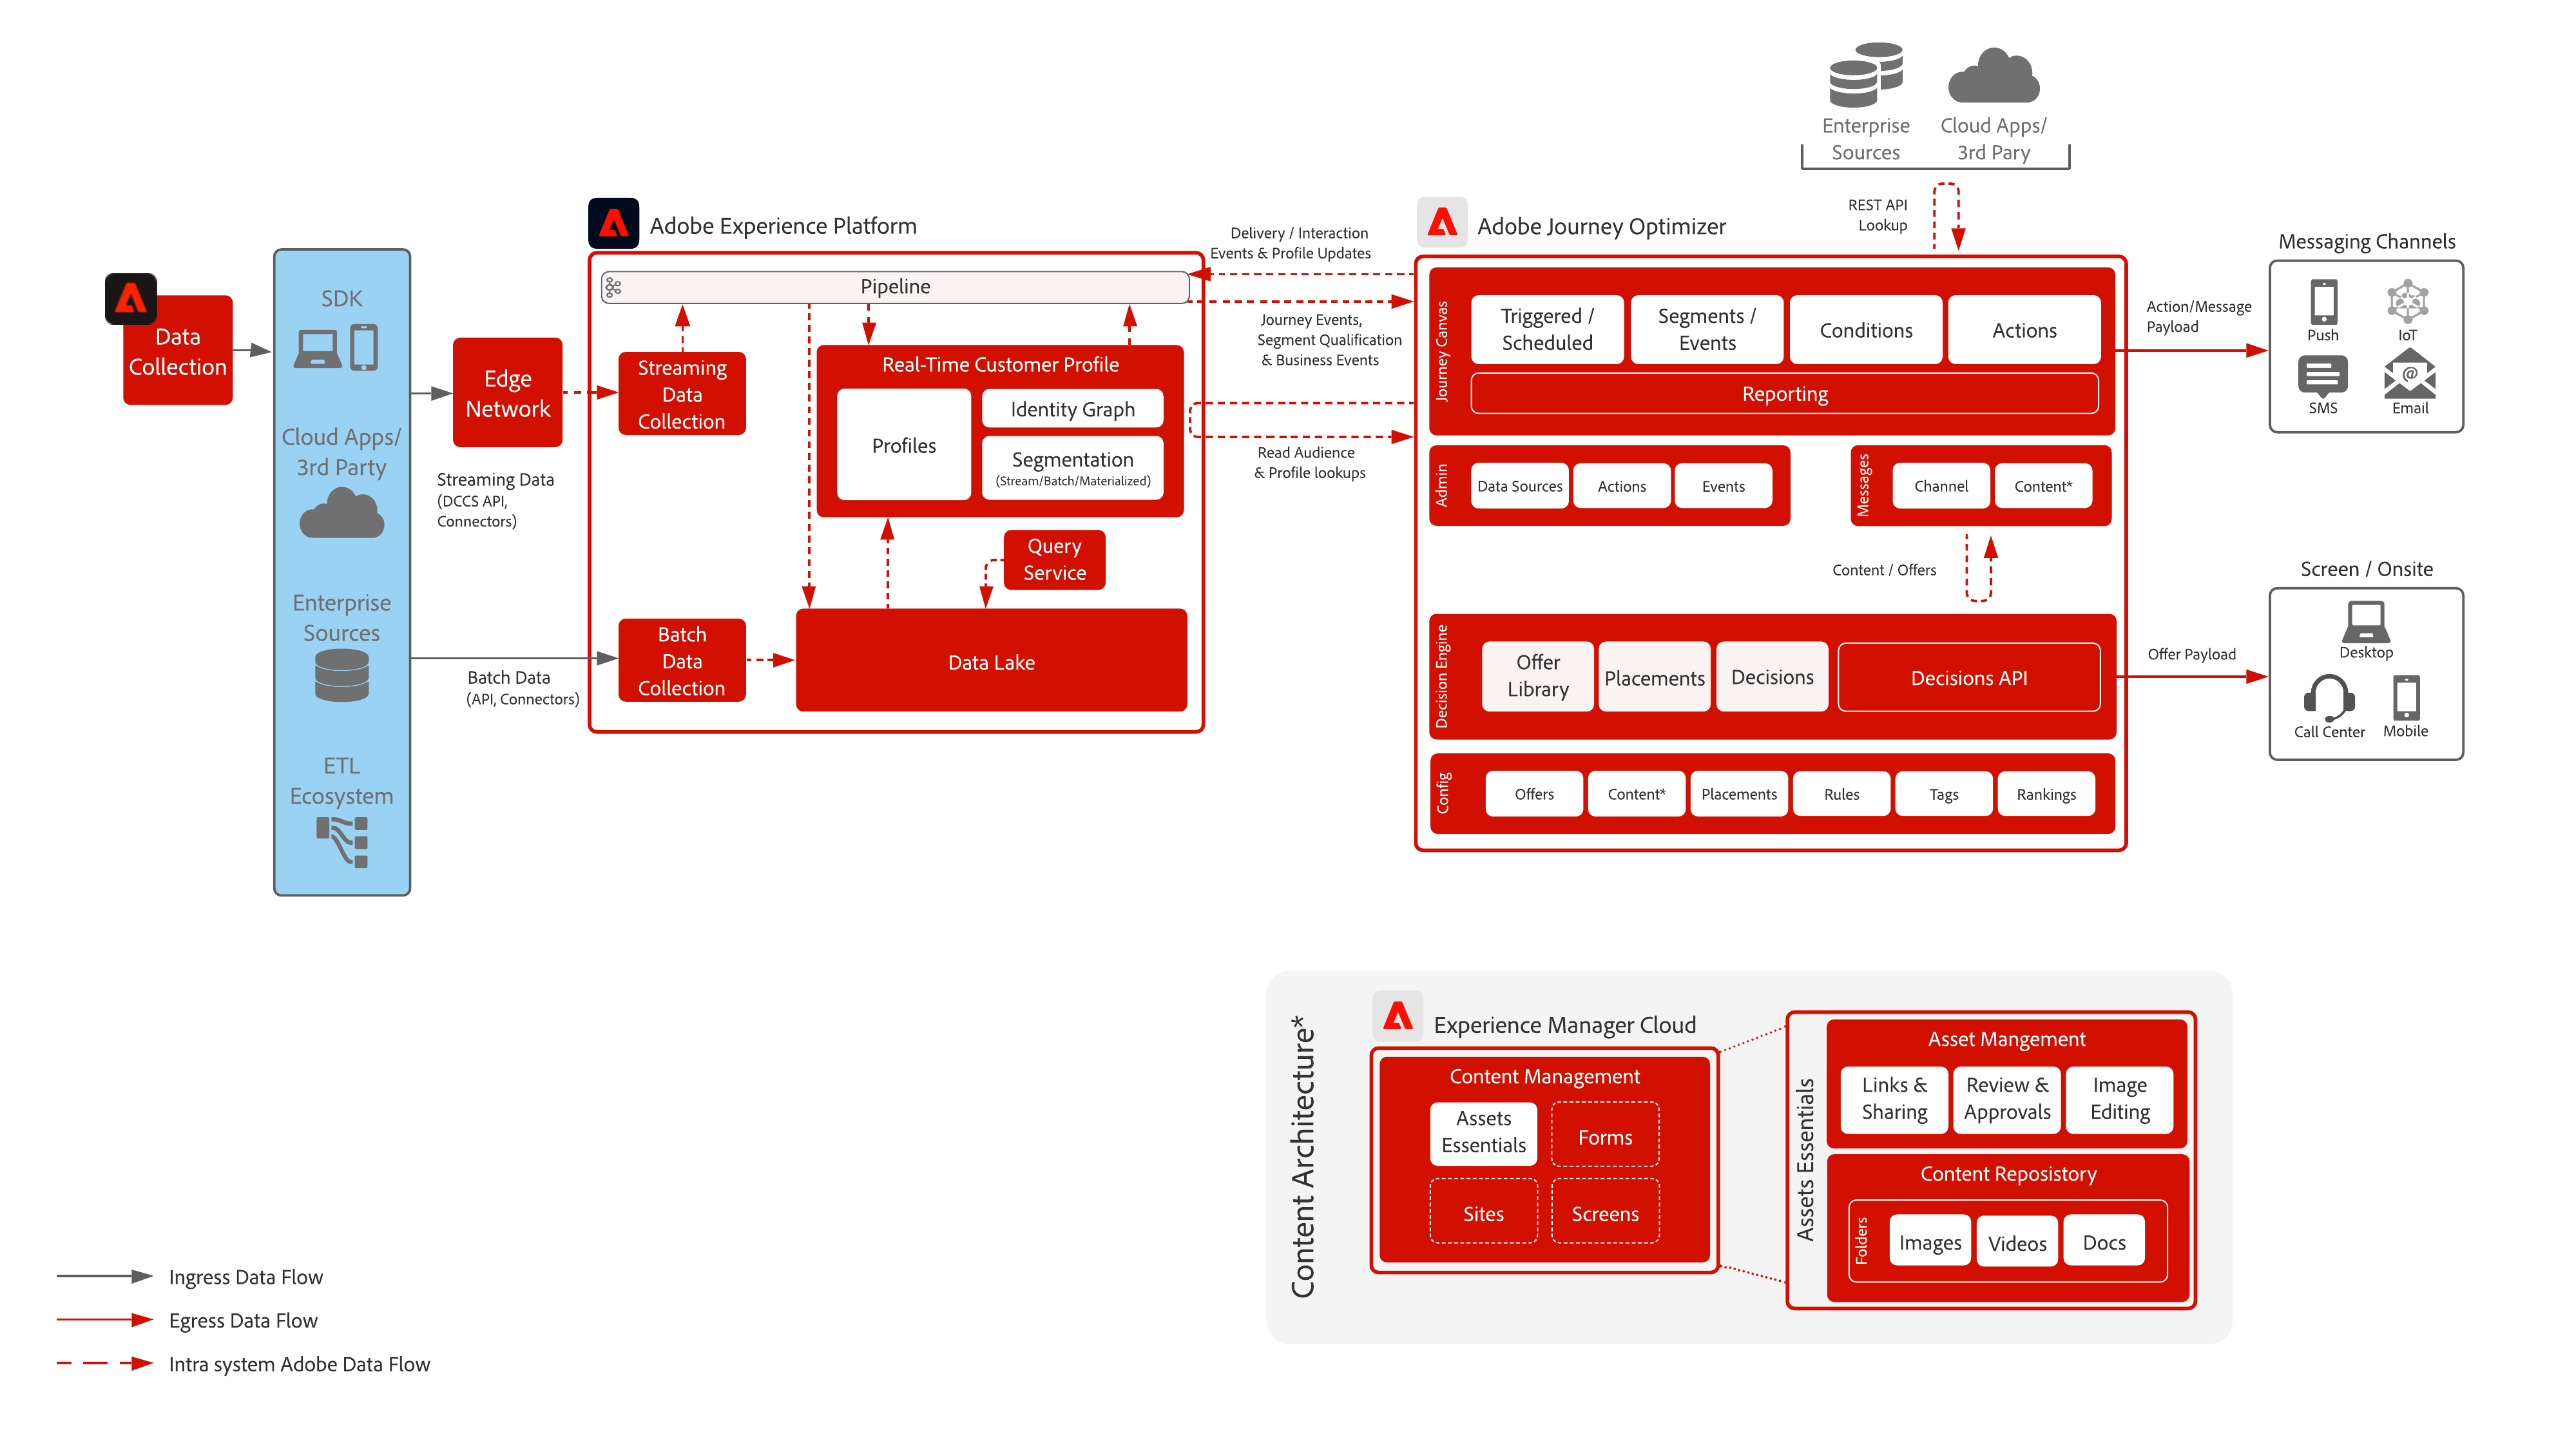 Enterprise
Sources
Cloud Apps/
3rd Pary
REST API
Lookup
Data
Collection
SDK
Cloud Apps/
3rd Party
Enterprise
Sources
ETL
Ecosystem
Edge
Network
Streaming Data
(DCCS API,
Connectors)
Batch Data
(API, Connectors)
Adobe Experience Platform
Pipeline
Streaming
Data
Collection
Real-Time Customer Profile
Profiles
Identity Graph
Segmentation
(Stream/Batch/Materialized)
Query
Service
Batch
Data
Collection
Data Lake
Delivery / Interaction
Events & Profile Updates
Journey Events,
Segment Qualification
& Business Events
Read Audience
& Profile lookups
Adobe Journey Optimizer
Journey Canvas
Triggered /
Scheduled
Segments /
Events
Conditions
Actions
Reporting
Admin
Data Sources
Actions
Events
Messages
Channel
Content*
Content / Offers
Decision Engine
Offer
Library
Placements
Decisions
Decisions API
Config
Offers
Content*
Placements
Rules
Tags
Rankings
Action/Message
Payload
Messaging Channels
Push
IoT
SMS
Email
Offer Payload
Screen / Onsite
Desktop
Call Center
Mobile
Content Architecture*
Experience Manager Cloud
Content Management
Assets
Essentials
Forms
Sites
Screens
Assets Essentials
Asset Mangement
Links &
Sharing
Review &
Approvals
Image
Editing
Content Reposistory
Folders
Images
Videos
Docs
Ingress Data Flow
Egress Data Flow
Intra system Adobe Data Flow